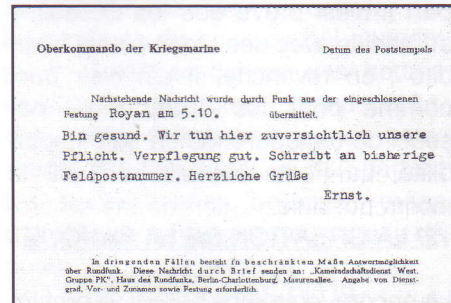 Oberkommando der Kriegsmarine Datum des Poststempels
Nachstehende Nachricht wurde durch Funk aus der eingeschlossenen
Festung Royan am 5.10. übermittelt.
Bin gesund. Wir tun hier zuversichtlich unsere
Pflicht. Verpflegung gut. Schreibt an bisherige
Feldpostnummer. Herzliche Grüße
Ernst.
In dringenden Fällen besteht in beschränktem Maße Antwortmöglichkeit
über Rundfunk. Diese Nachricht durch Brief senden an: „Kameradschaftsdienst West,
Gruppe PK", Haus des Rundfunks, Berlin-Charlottenburg, Masurenallee. Angabe von Dienst-
grad, Vor- und Zunamen sowie Festung erforderlich.